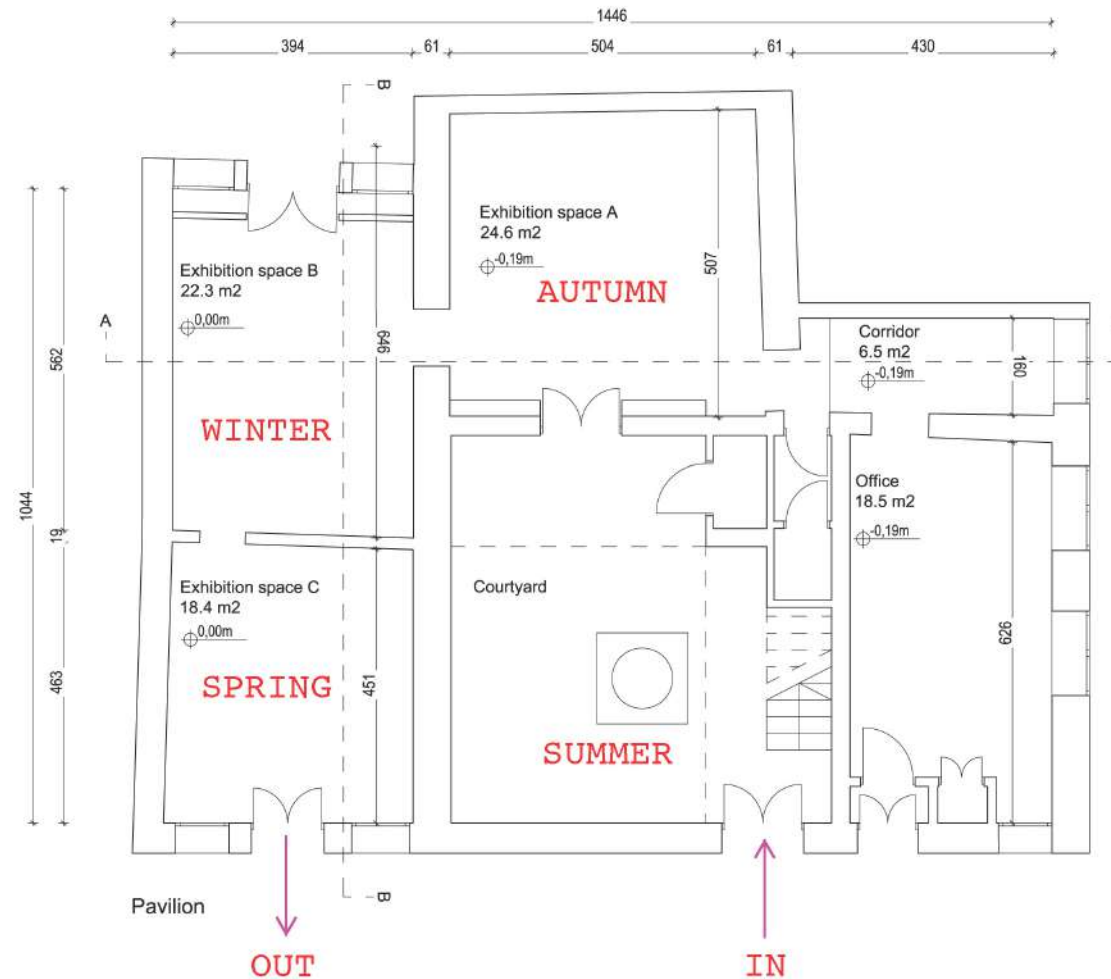 1446
394
61
504
61
430
B
Exhibition space A
24.6 m2
-0,19m
507
AUTUMN
Exhibition space B
22.3 m2
0,00m
A
646
562
Corridor
6.5 m2
-0,19m
160
WINTER
Office
18.5 m2
-0,19m
1044
19
Exhibition space C
18.4 m2
0,00m
Courtyard
626
463
451
SPRING
SUMMER
B
Pavilion
OUT
IN